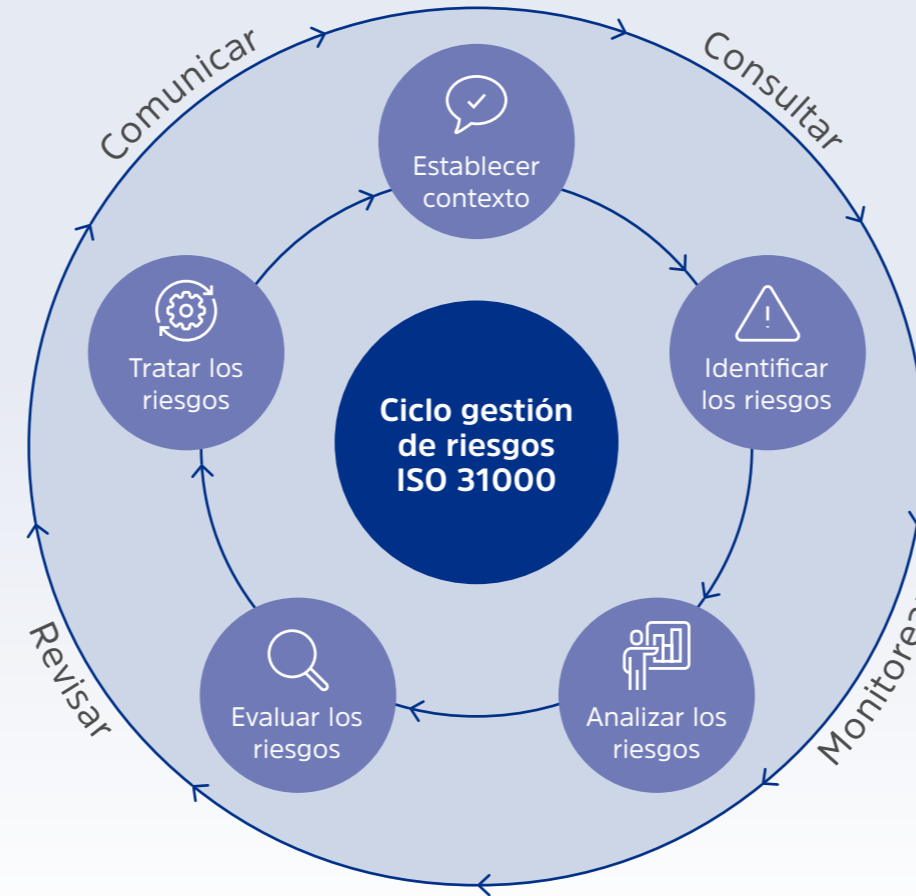 Comunicar
Consultar
Establecer
contexto
Tratar los
riesgos
Identificar
los riesgos
Ciclo gestión
de riesgos
ISO 31000
Evaluar los
riesgos
Analizar los
riesgos
Revisar
Monitorear